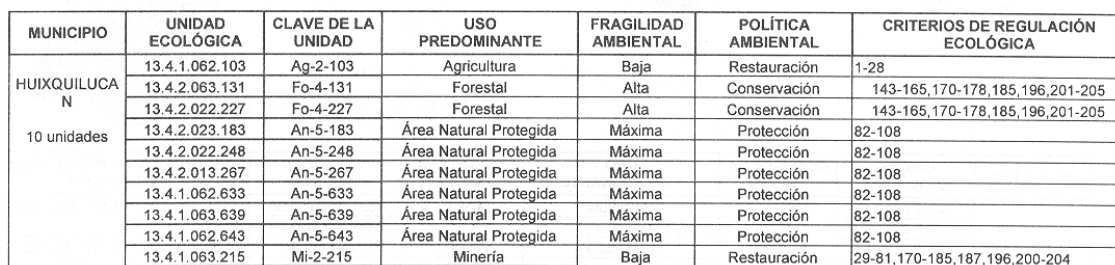 MUNICIPIO UNIDAD ECOLÓGICA CLAVE DE LA UNIDAD USO PREDOMINANTE FRAGILIDAD AMBIENTAL POLÍTICA AMBIENTAL CRITERIOS DE REGULACIÓN ECOLÓGICA
HUIXQUILUCA
N
10 unidades
13.4.1.062.103 Ag-2-103 Agricultura Baja Restauración 1-28
13.4.2.063.131 Fo-4-131 Forestal Alta Conservación 143-165,170-178,185,196,201-205
13.4.2.022.227 Fo-4-227 Forestal Alta Conservación 143-165,170-178,185,196,201-205
13.4.2.023.183 An-5-183 Área Natural Protegida Máxima Protección 82-108
13.4.2.022.248 An-5-248 Área Natural Protegida Máxima Protección 82-108
13.4.2.013.267 An-5-267 Área Natural Protegida Máxima Protección 82-108
13.4.1.062.633 An-5-633 Área Natural Protegida Máxima Protección 82-108
13.4.1.063.639 An-5-639 Área Natural Protegida Máxima Protección 82-108
13.4.1.062.643 An-5-643 Área Natural Protegida Máxima Protección 82-108
13.4.1.063.215 Mi-2-215 Minería Baja Restauración 29-81,170-185,187,196,200-204